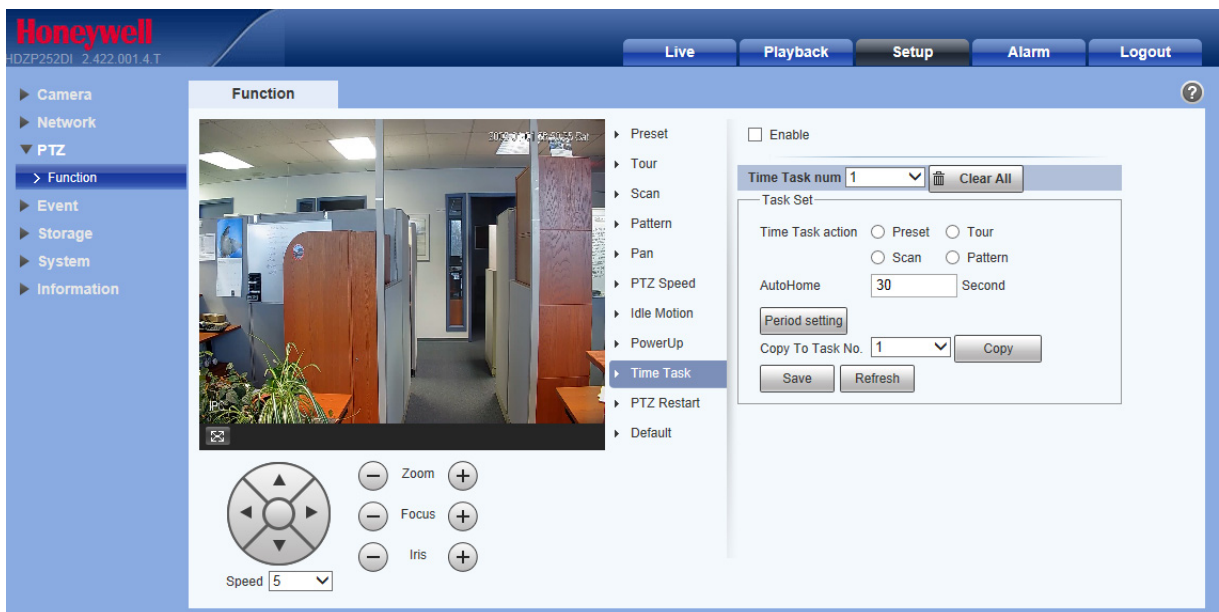 Honeywell
HDZP252DI 2.422.001.4.T
Live
Playback
Setup
Alarm
Logout
Camera
Network
PTZ
Function
Event
Storage
System
Information
Function
IPC
Zoom
Focus
Iris
Speed 5
Preset
Tour
Scan
Pattern
Pan
PTZ Speed
Idle Motion
PowerUp
Time Task
PTZ Restart
Default
?
Enable
Time Task num 1 Clear All
Task Set
Time Task action Preset Tour
Scan Pattern
AutoHome 30 Second
Period setting
Copy To Task No. 1 Copy
Save Refresh